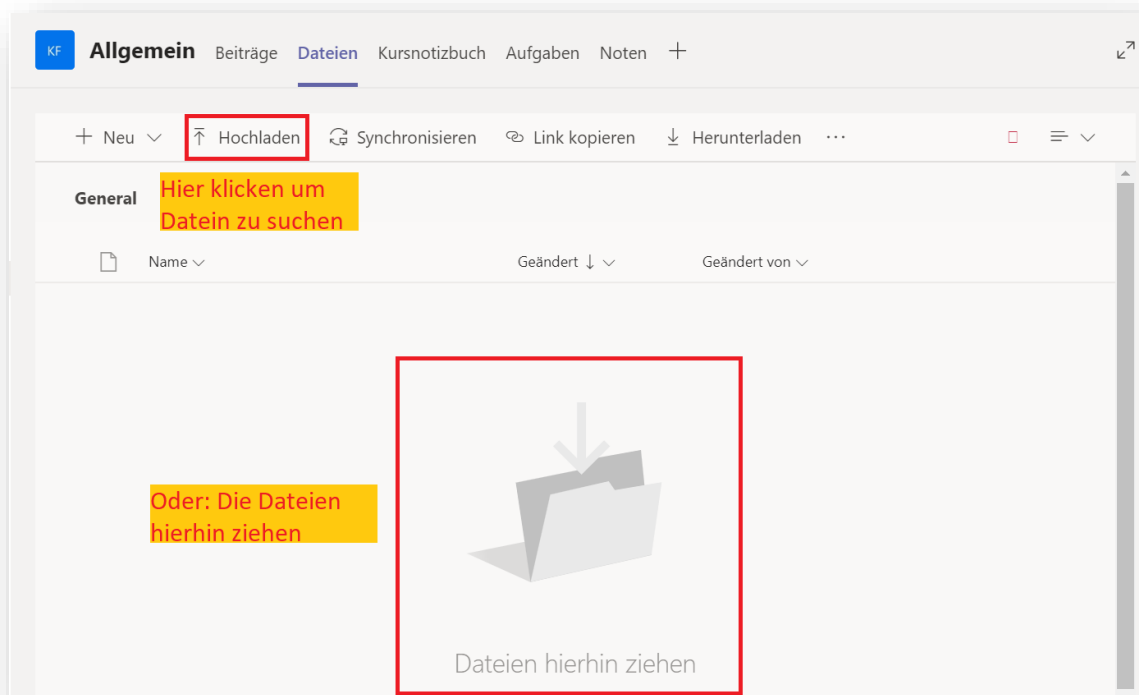 KF Allgemein Beiträge Dateien Kursnotizbuch Aufgaben Noten
Neu Hochladen Synchronisieren Link kopieren Herunterladen ...
General
Hier klicken um
Datein zu suchen
Name Geändert Geändert von
Oder: Die Dateien
hierhin ziehen
Dateien hierhin ziehen